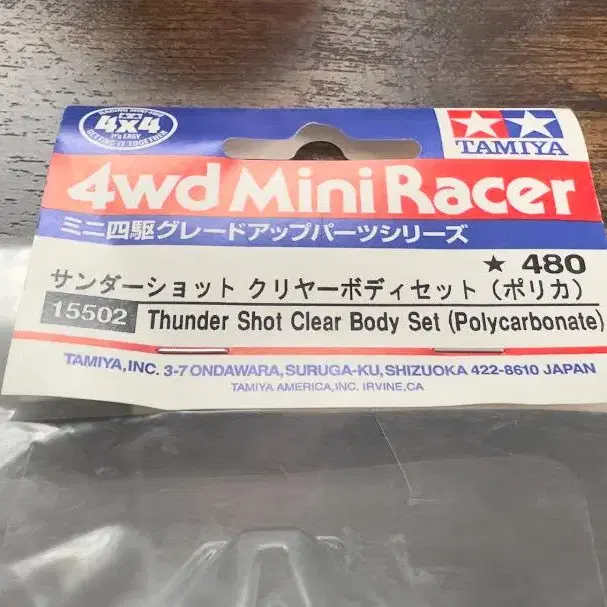 4x4
IT'S EASY
GETTING IT TOGETHER
TAMIYA
4wd Mini Racer
ミニ四駆グレードアップパーツシリーズ
★ 480
サンダーショット クリヤーボディセット（ポリカ）
15502 Thunder Shot Clear Body Set (Polycarbonate)
TAMIYA,INC. 3-7 ONDAWARA,SURUGA-KU,SHIZUOKA 422-8610 JAPAN
TAMIYA AMERICA,INC. IRVINE,CA